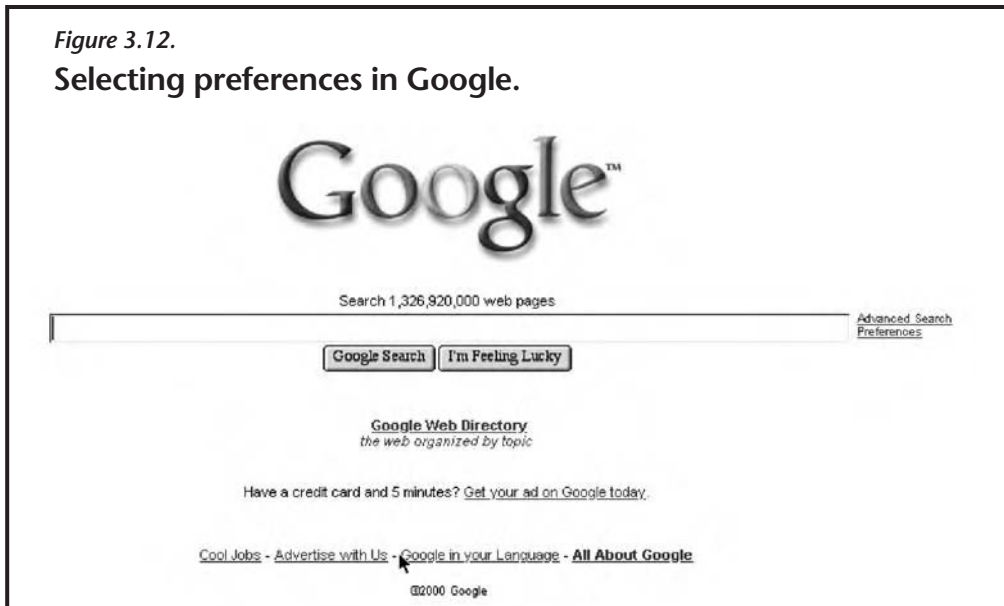 Figure 3.12.
Selecting preferences in Google.
Google™
Search 1,326,920,000 web pages
Advanced Search
Preferences
Google Search I'm Feeling Lucky
Google Web Directory
the web organized by topic
Have a credit card and 5 minutes? Get your ad on Google today.
Cool Jobs - Advertise with Us - Google in your Language - All About Google
©2000 Google